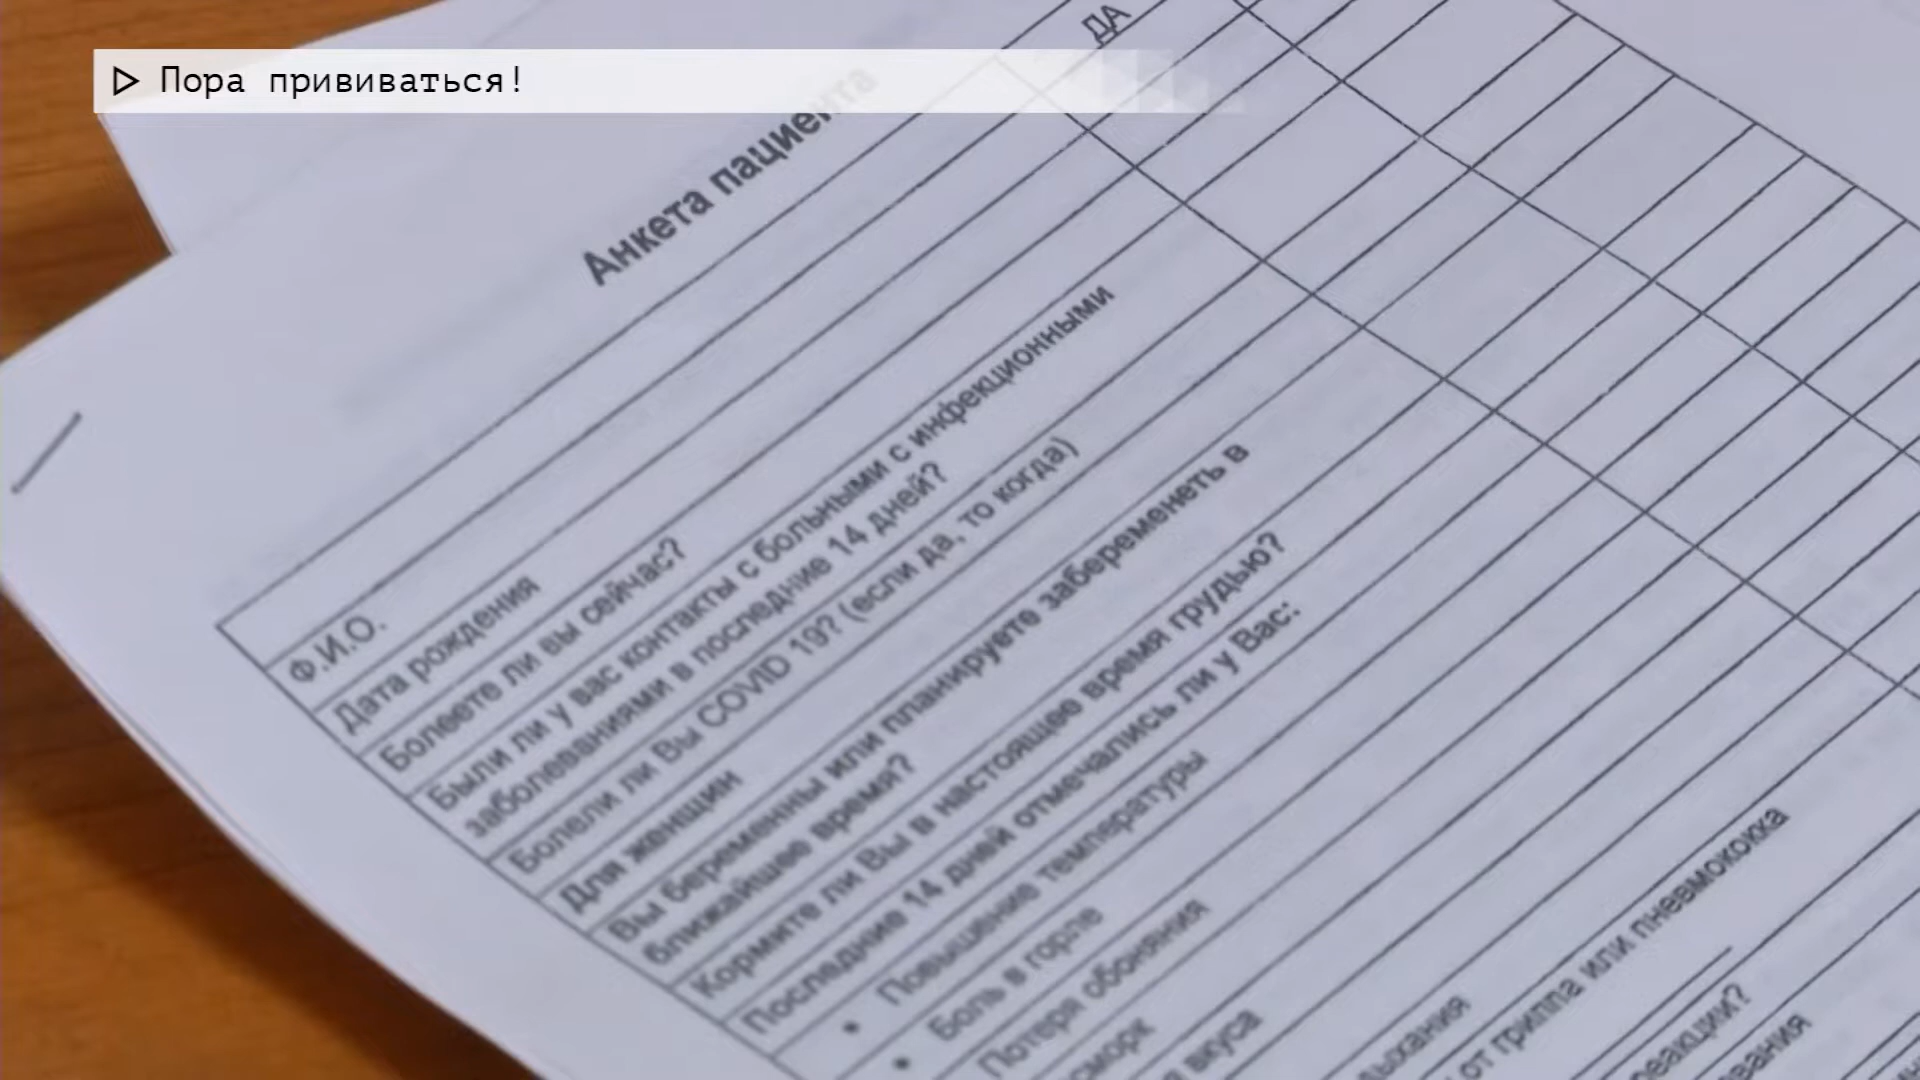 Пора прививаться!
Анкета пациента
ДА
Ф.И.О.
Дата рождения
Болеете ли вы сейчас?
Были ли у вас контакты с больными с инфекционными
заболеваниями в последние 14 дней?
Болели ли Вы COVID 19? (если да, то когда)
Для женщин
Вы беременны или планируете забеременеть в
ближайшее время?
Кормите ли Вы в настоящее время грудью?
Последние 14 дней отмечались ли у Вас:
• Повышение температуры
• Боль в горле
Потеря обоняния
вкуса
от гриппа или пневмококка
реакции?